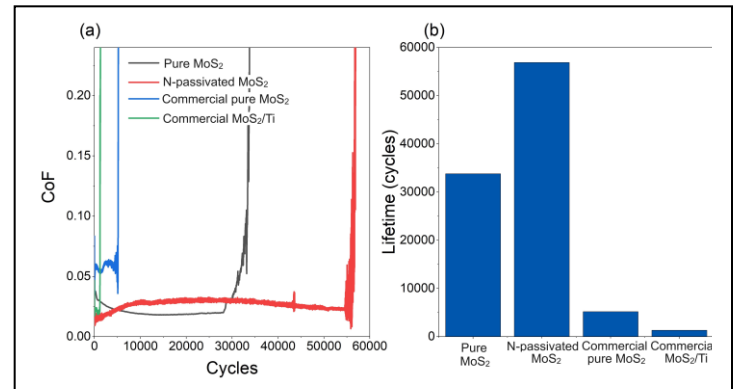 (a)
Pure MoS₂
N-passivated MoS₂
Commercial pure MoS₂
Commercial MoS₂/Ti
CoF
0.20
0.15
0.10
0.05
0.00
0 10000 20000 30000 40000 50000 60000
Cycles
(b)
Lifetime (cycles)
60000
50000
40000
30000
20000
10000
0
Pure
MoS₂
N-passivated
MoS₂
Commercial
pure MoS₂
Commercial
MoS₂/Ti